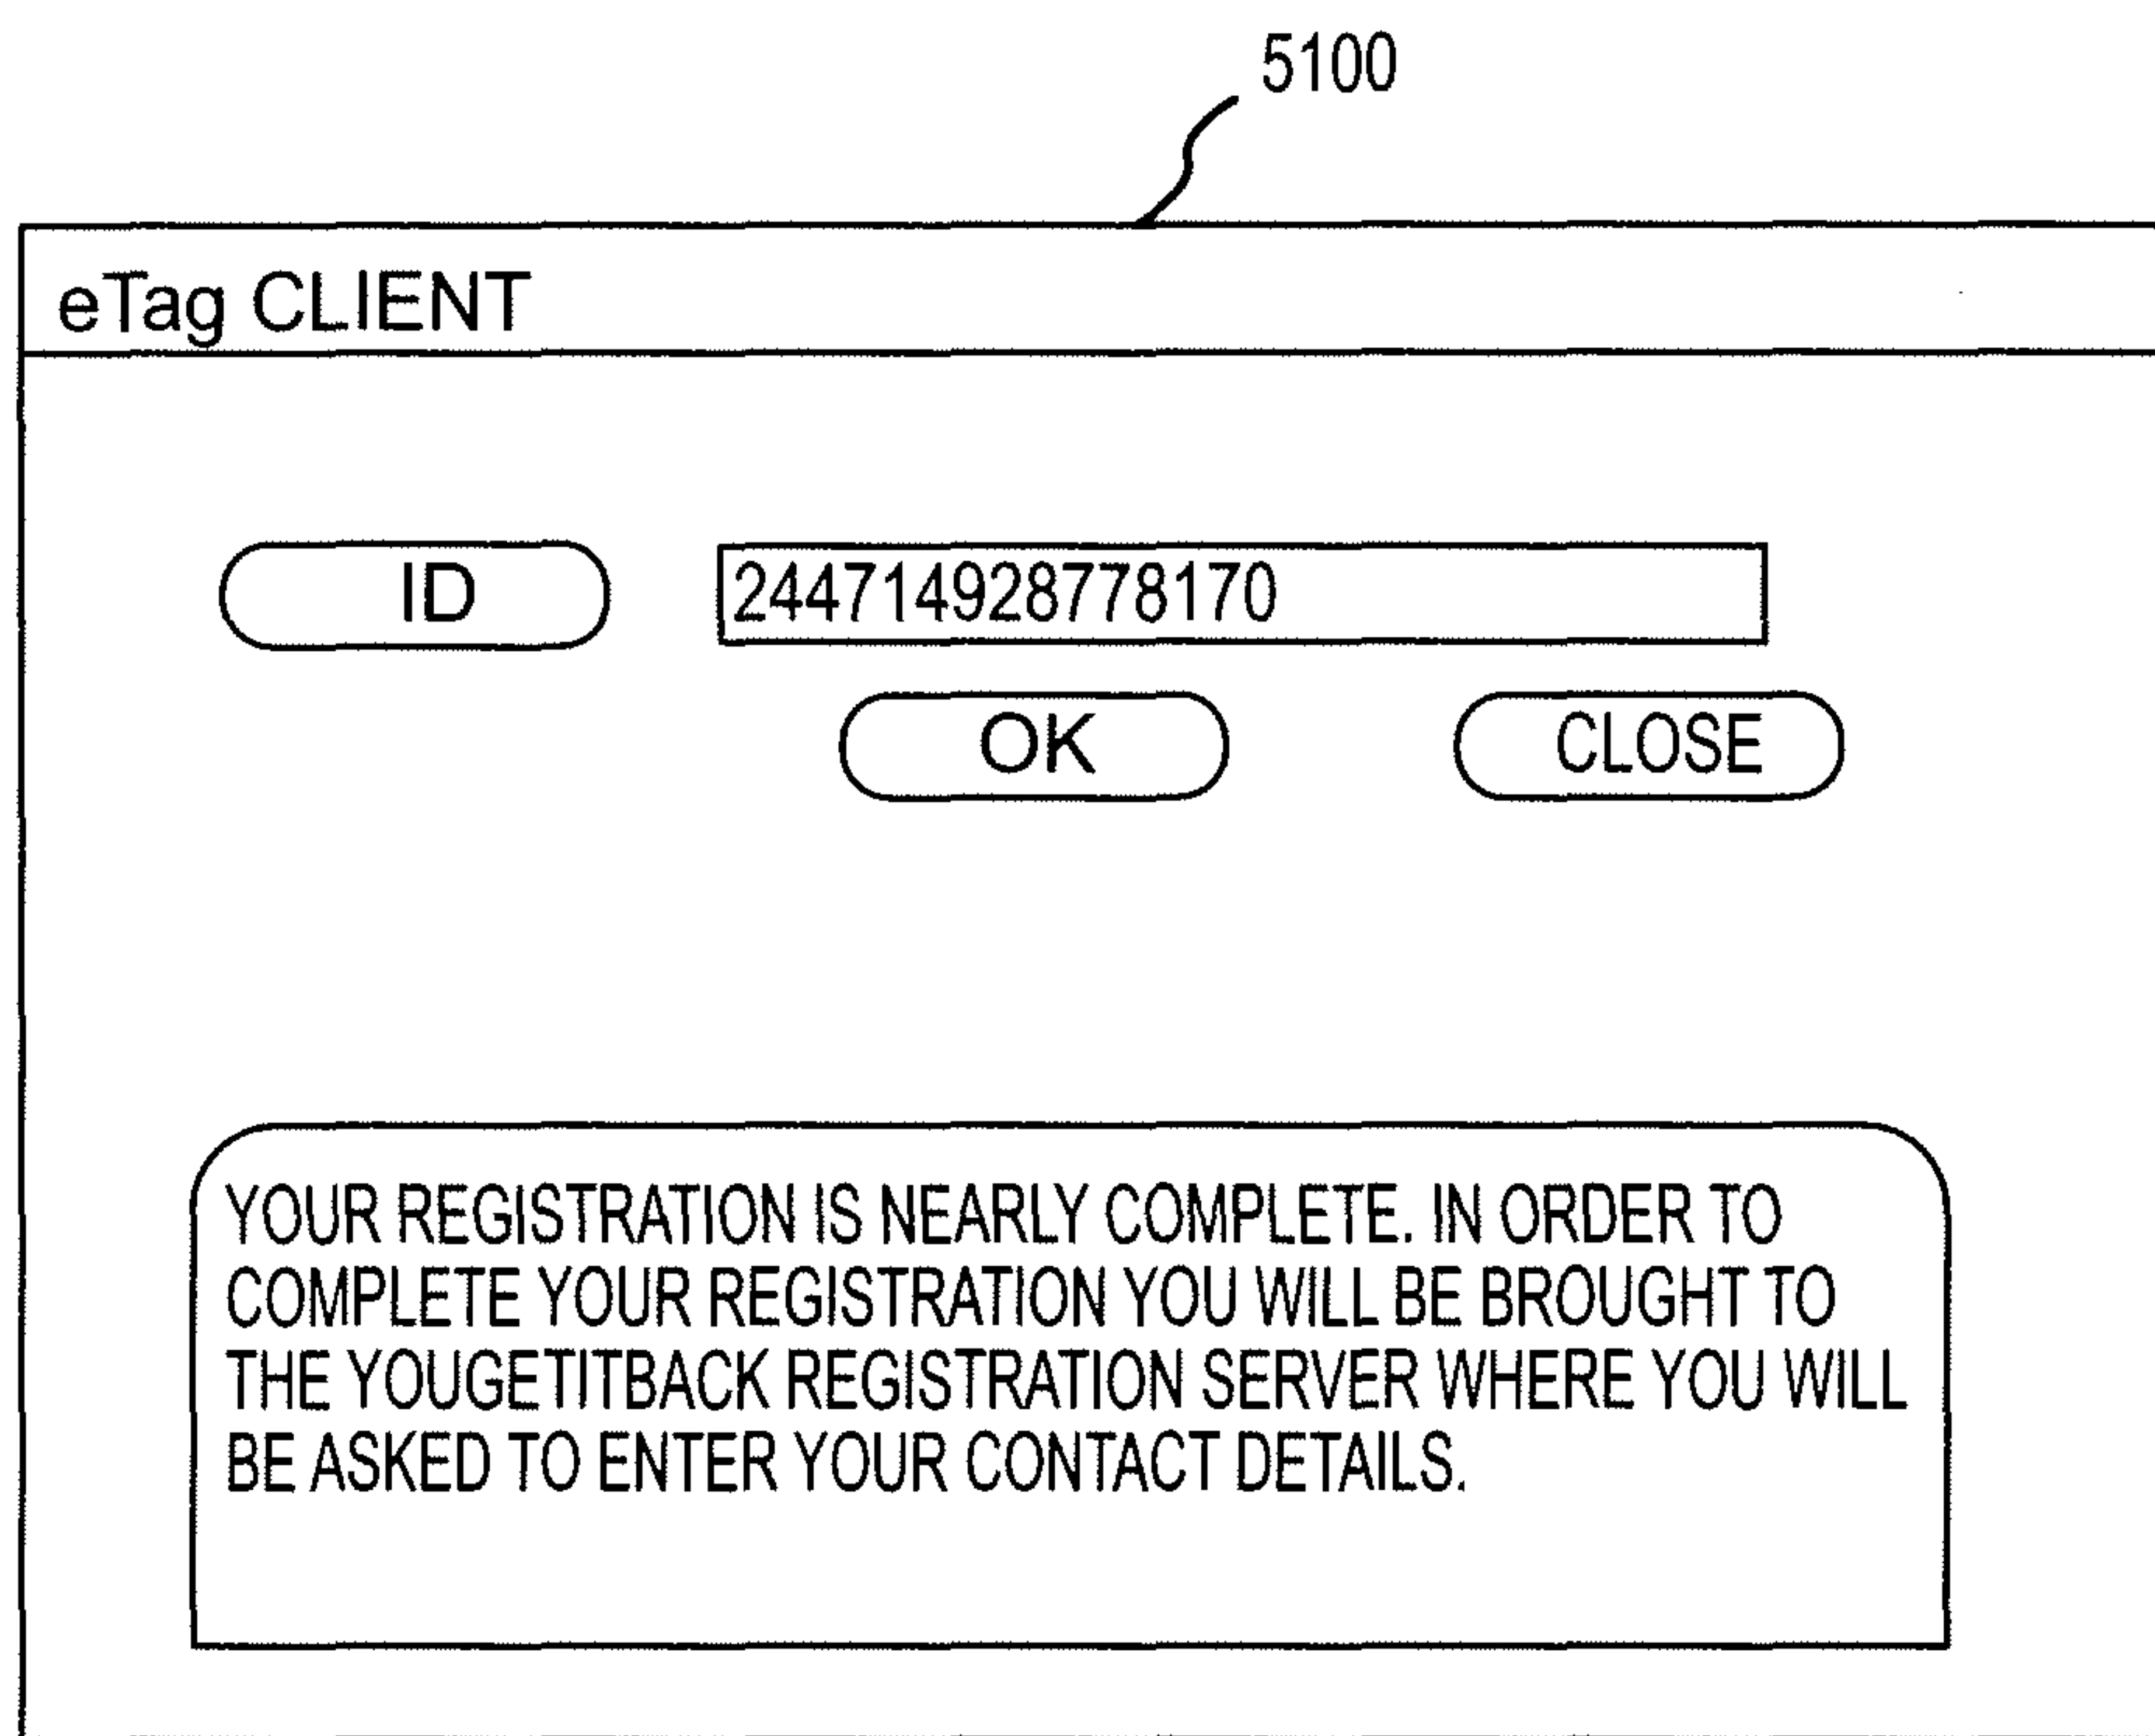 5100
eTag CLIENT
ID 244714928778170
OK CLOSE
YOUR REGISTRATION IS NEARLY COMPLETE. IN ORDER TO
COMPLETE YOUR REGISTRATION YOU WILL BE BROUGHT TO
THE YOUGETITBACK REGISTRATION SERVER WHERE YOU WILL
BE ASKED TO ENTER YOUR CONTACT DETAILS.